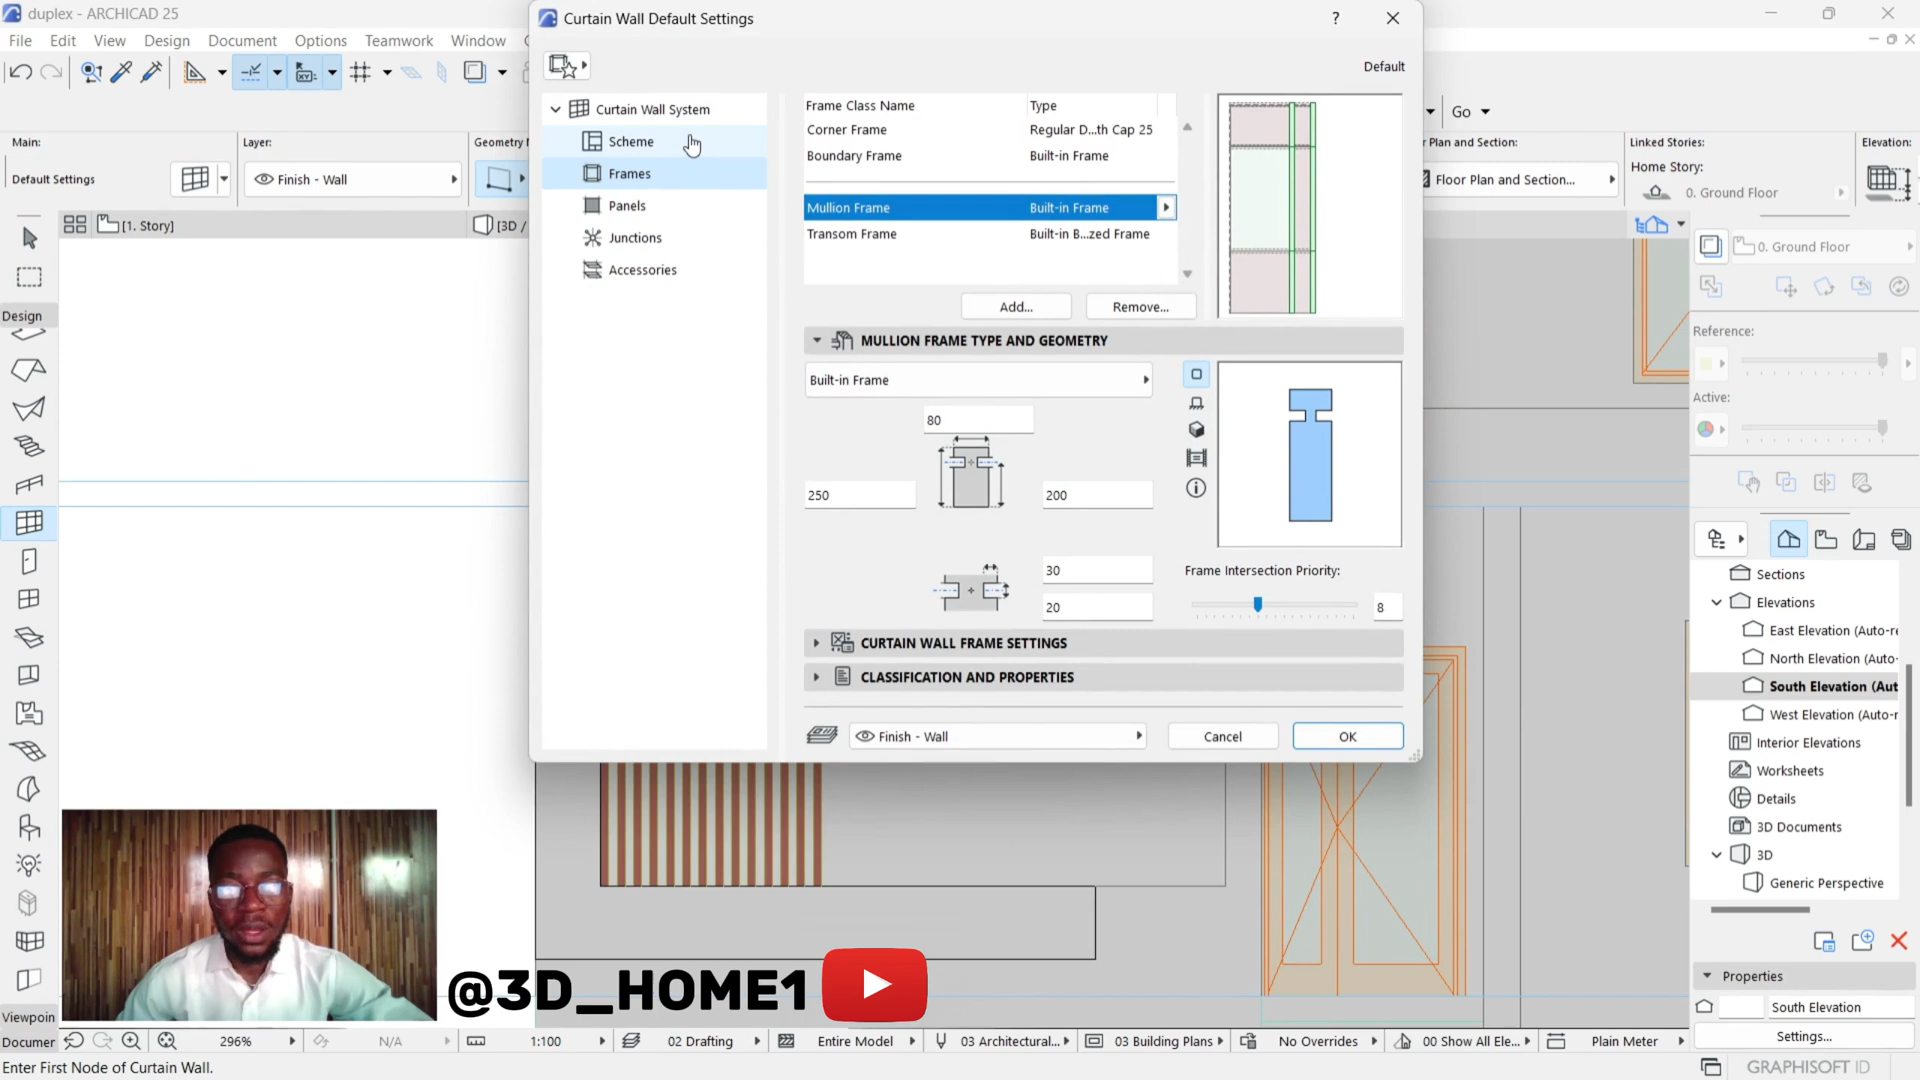 duplex - ARCHICAD 25
File Edit View Design Document Options Teamwork Window
Main:
Default Settings
Layer:
Finish - Wall
Geometry
[1. Story]
[3D /
Design
Viewpoin
Documer
Curtain Wall Default Settings
?
Default
Curtain Wall System
Scheme
Frames
Panels
Junctions
Accessories
Frame Class Name Type
Corner Frame Regular D...th Cap 25
Boundary Frame Built-in Frame
Mullion Frame Built-in Frame
Transom Frame Built-in B...zed Frame
Add... Remove...
MULLION FRAME TYPE AND GEOMETRY
Built-in Frame
80
250
200
30
20
Frame Intersection Priority:
8
CURTAIN WALL FRAME SETTINGS
CLASSIFICATION AND PROPERTIES
Finish - Wall
Cancel OK
Go
Plan and Section:
Floor Plan and Section...
Linked Stories:
Home Story:
0. Ground Floor
Elevation:
0. Ground Floor
Reference:
Active:
Sections
Elevations
East Elevation (Auto-re
North Elevation (Auto-
South Elevation (Aut
West Elevation (Auto-r
Interior Elevations
Worksheets
Details
3D Documents
3D
Generic Perspective
Properties
South Elevation
Settings...
@3D_HOME1
296% N/A 1:100 02 Drafting Entire Model 03 Architectural... 03 Building Plans No Overrides 00 Show All Ele... Plain Meter
Enter First Node of Curtain Wall.
GRAPHISOFT ID